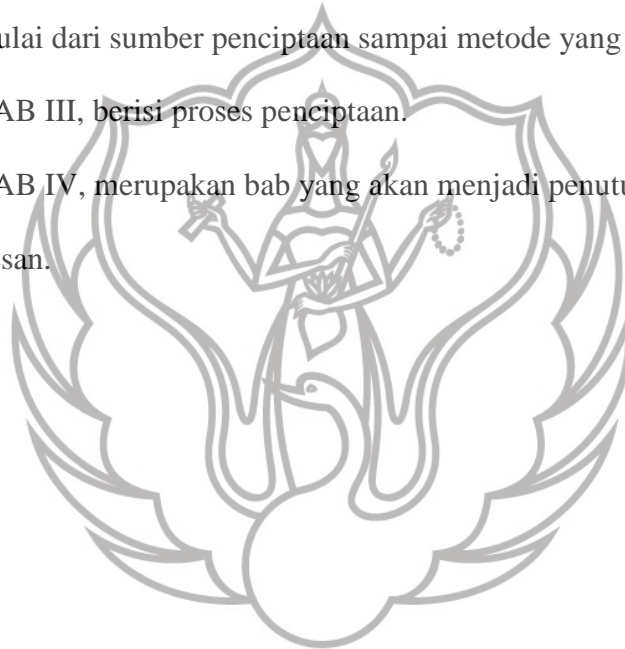 ulai dari sumber penciptaan sampai metode yang
AB III, berisi proses penciptaan.
AB IV, merupakan bab yang akan menjadi penutu
san.